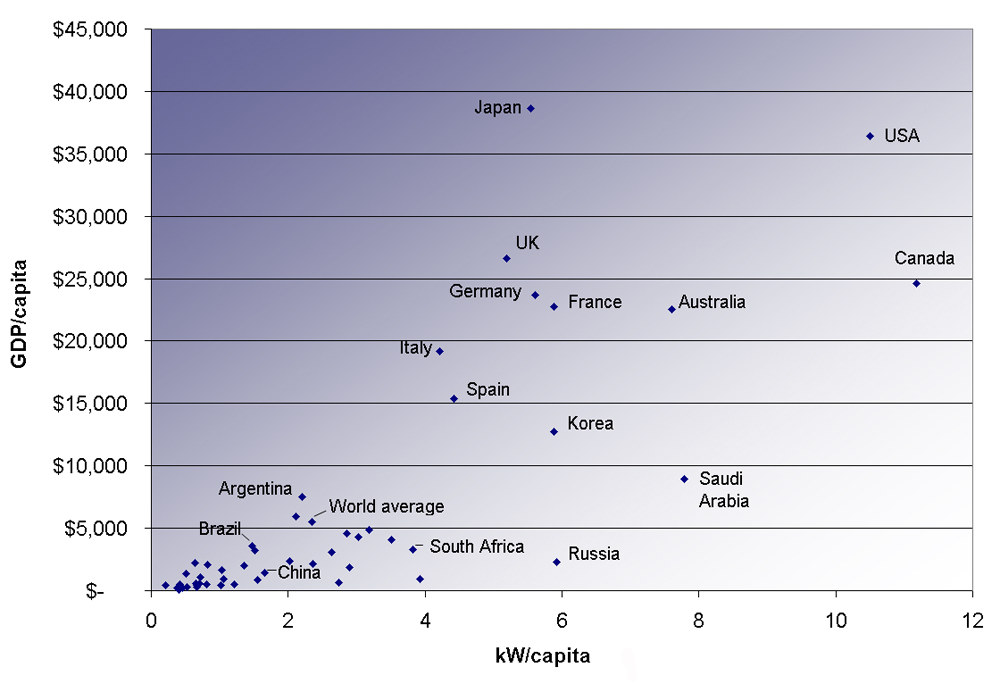 $45,000
$40,000
Japan
USA
$35,000
$30,000
UK
Canada
$25,000
Germany
France
Australia
$20,000
Italy
Spain
$15,000
Korea
$10,000
Saudi
Arabia
Argentina
World average
$5,000
Brazil
South Africa
Russia
China
$-
0 2 4 6 8 10 12
kW/capita
GDP/capita